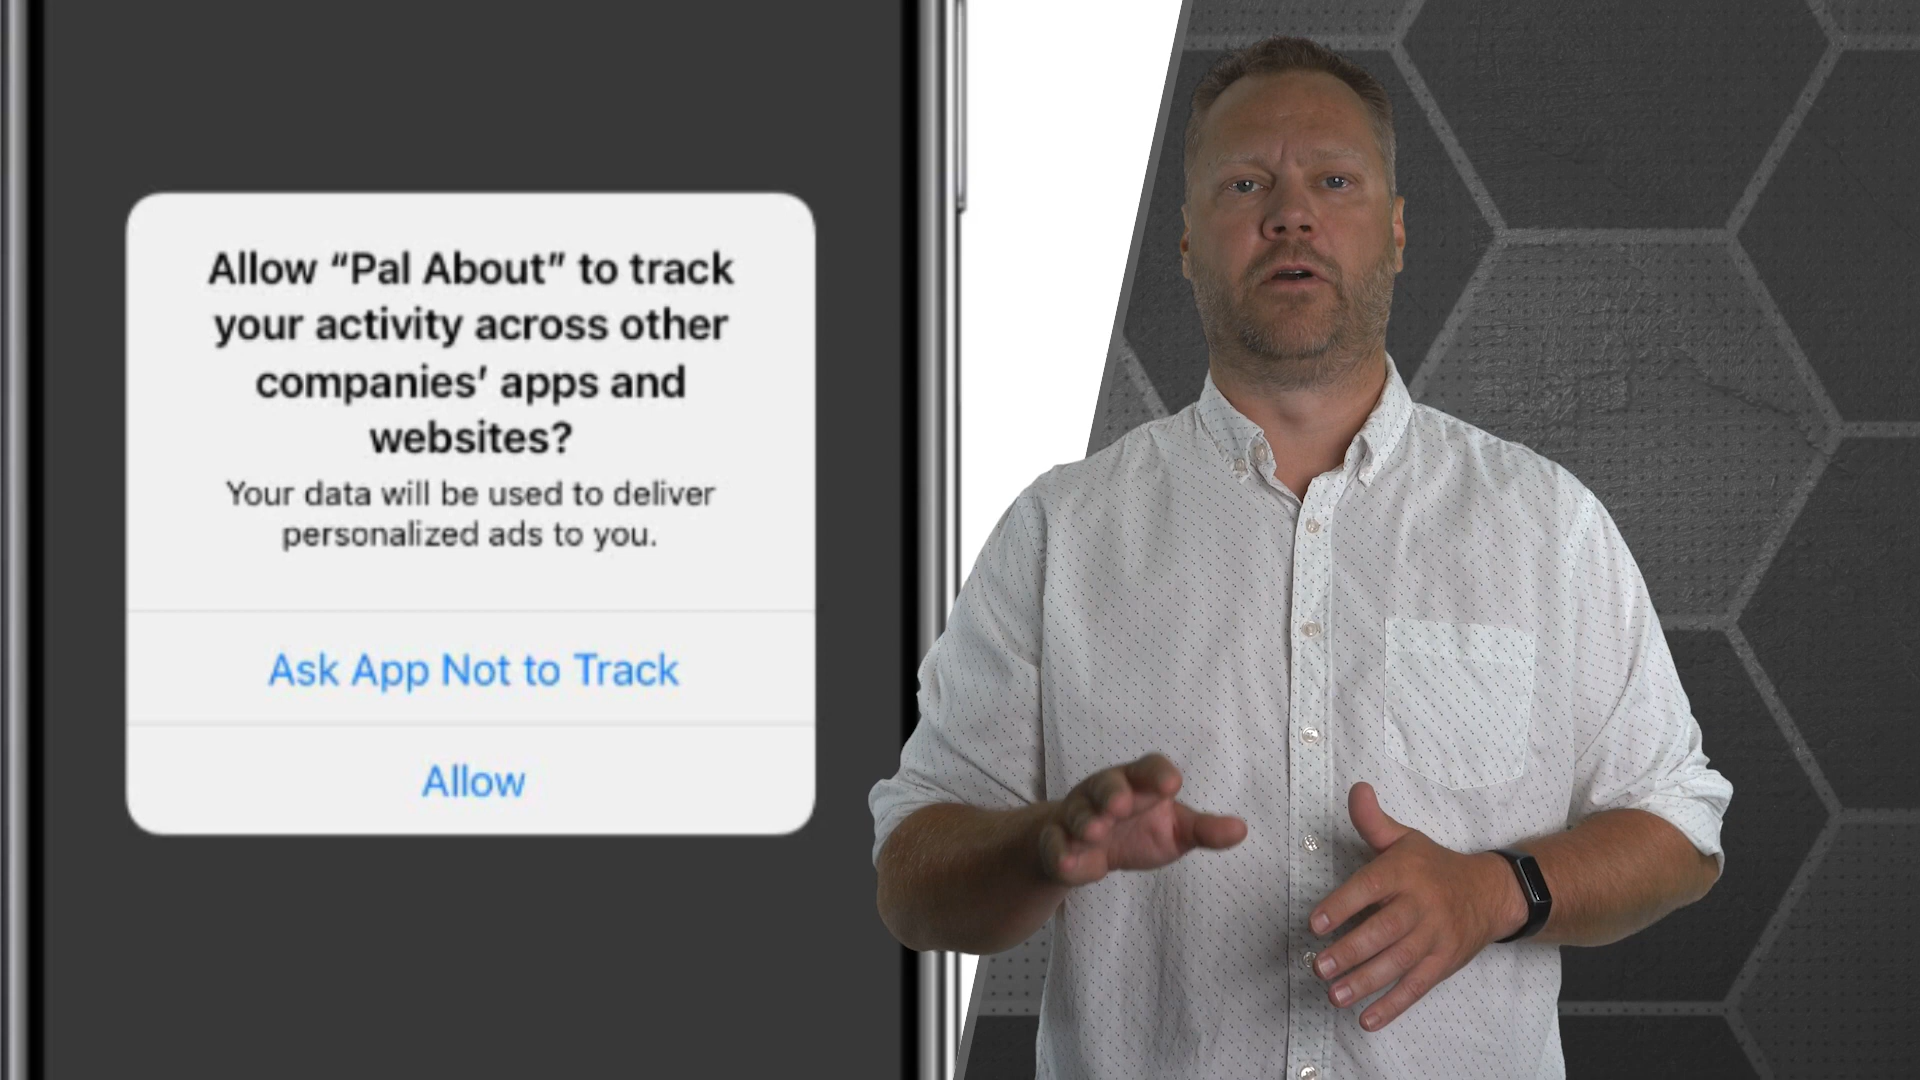 Allow “Pal About” to track
your activity across other
companies’ apps and
websites?
Your data will be used to deliver
personalized ads to you.
Ask App Not to Track
Allow